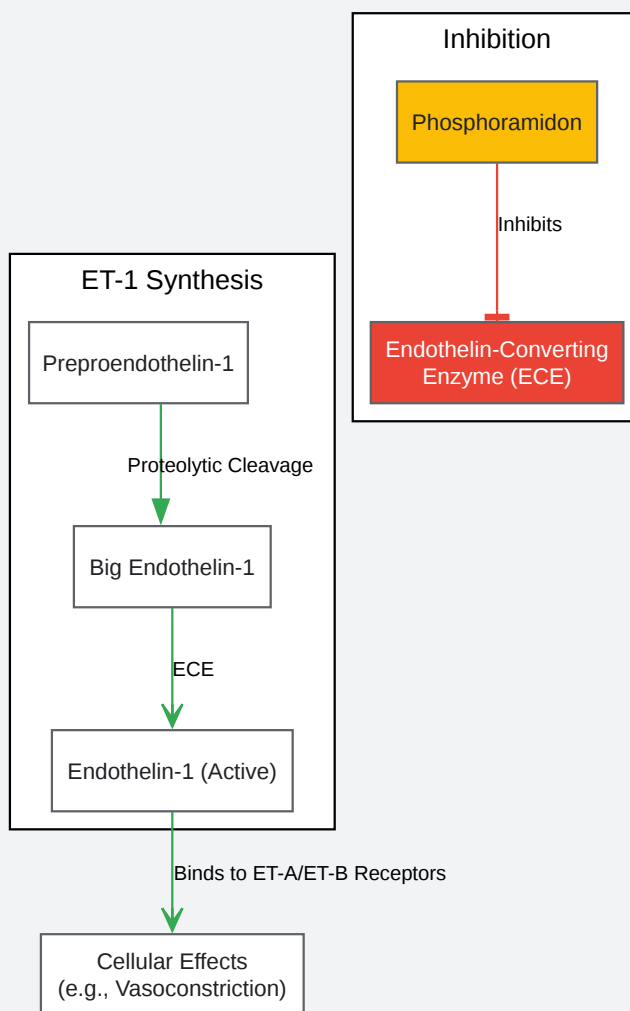 Inhibition
Phosphoramidon
Inhibits
Endothelin-Converting
Enzyme (ECE)
ET-1 Synthesis
Preproendothelin-1
Proteolytic Cleavage
Big Endothelin-1
ECE
Endothelin-1 (Active)
Binds to ET-A/ET-B Receptors
Cellular Effects
(e.g., Vasoconstriction)